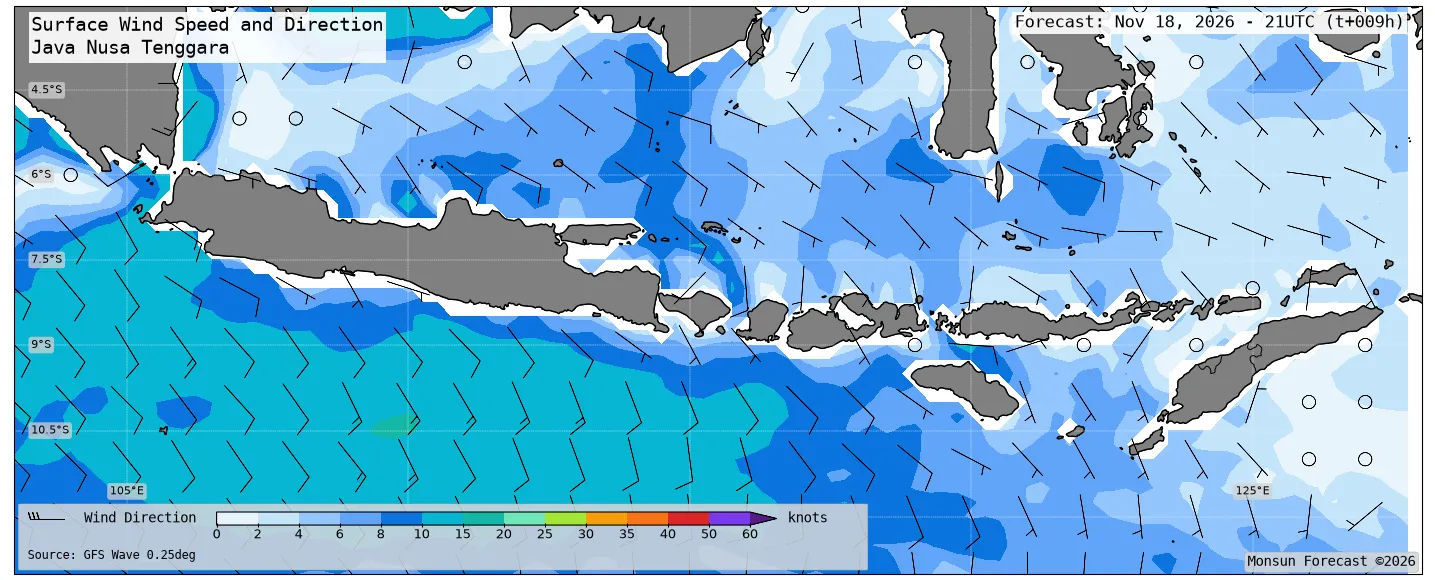 Surface Wind Speed and Direction
Java Nusa Tenggara
Forecast: Nov 18, 2026 - 21UTC (t+009h)
4.5°S
6°S
7.5°S
9°S
10.5°S
105°E
125°E
Wind Direction
0 2 4 6 8 10 15 20 25 30 35 40 50 60
knots
Source: GFS Wave 0.25deg
Monsun Forecast ©2026